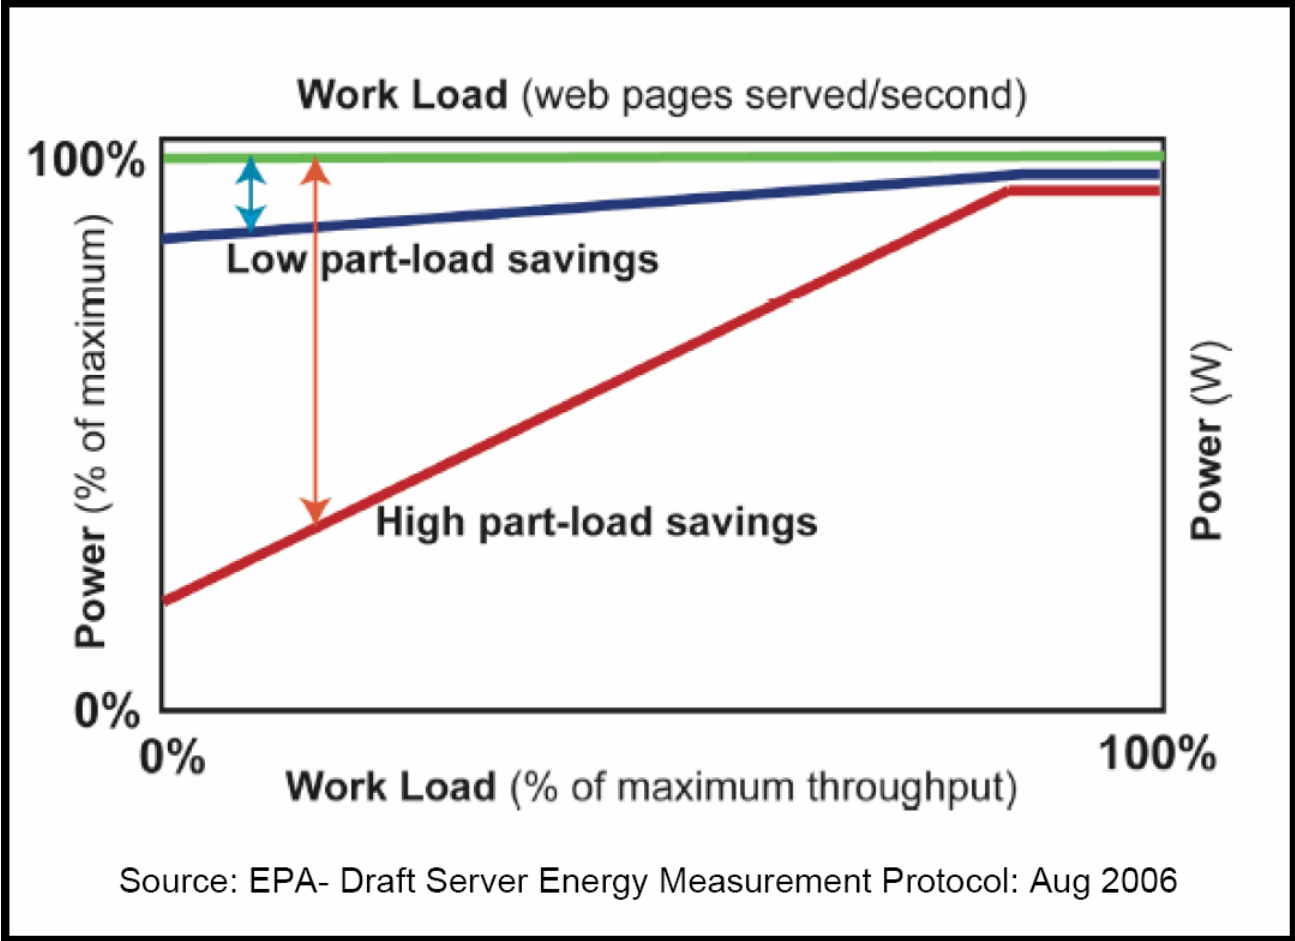 Work Load (web pages served/second)
100%
Low part-load savings
Power (% of maximum)
Power (W)
High part-load savings
0%
0%
100%
Work Load (% of maximum throughput)
Source: EPA- Draft Server Energy Measurement Protocol: Aug 2006